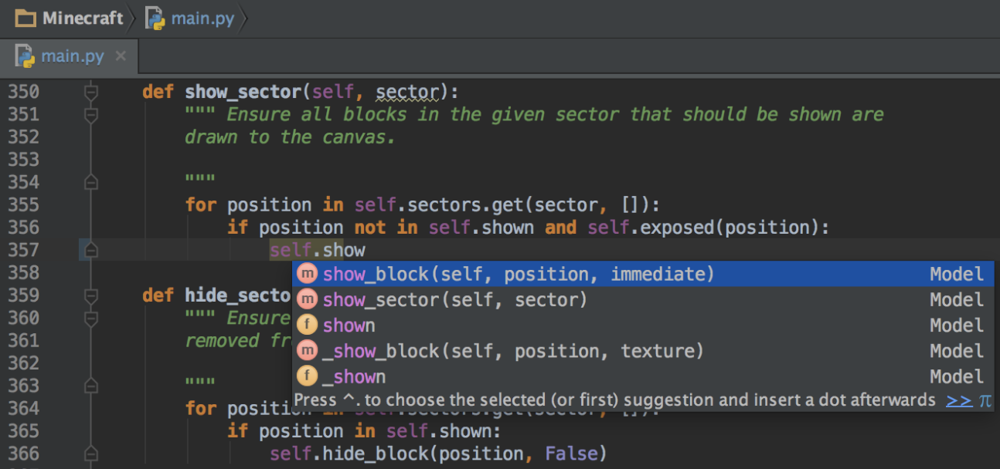 Minecraft main.py
main.py ×
350 def show_sector(self, sector):
351 """ Ensure all blocks in the given sector that should be shown are
352 drawn to the canvas.
353
354 """
355 for position in self.sectors.get(sector, []):
356 if position not in self.shown and self.exposed(position):
357 self.show
358
m show_block(self, position, immediate) Model
m show_sector(self, sector) Model
f shown Model
m _show_block(self, position, texture) Model
f _shown Model
Press ^. to choose the selected (or first) suggestion and insert a dot afterwards >> π
359 def hide_secto
360 """ Ensure
361 removed fr
362
363 """
364 for positi
365 if position in self.shown:
366 self.hide_block(position, False)